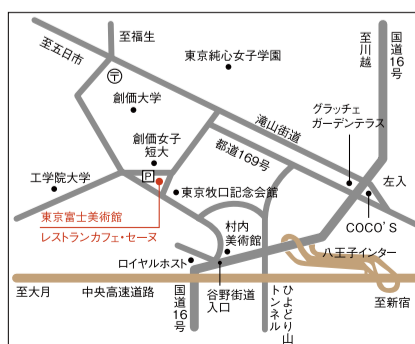 至福生
至五日市
〒
東京純心女子学園
至川越
国道16号
創価大学
グラッチェ
ガーデンテラス
滝山街道
創価女子
短大
都道169号
工学院大学
P
左入
東京牧口記念会館
東京富士美術館
レストランカフェ・セーヌ
COCO'S
村内
美術館
八王子インター
ロイヤルホスト
至大月
中央高速道路
国道16号
谷野街道
入口
ひよどり山
トンネル
至新宿